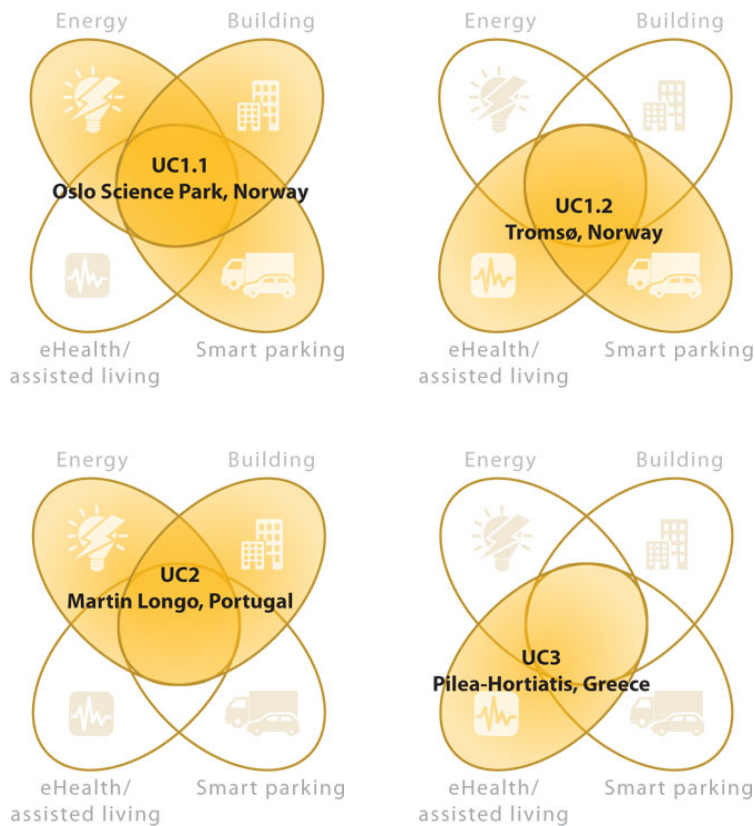 Energy
Building
UC1.1
Oslo Science Park, Norway
eHealth/
assisted living
Smart parking
Energy
Building
UC1.2
Tromsø, Norway
eHealth/
assisted living
Smart parking
Energy
Building
UC2
Martin Longo, Portugal
eHealth/
assisted living
Smart parking
Energy
Building
UC3
Pilea-Hortiatis, Greece
eHealth/
assisted living
Smart parking